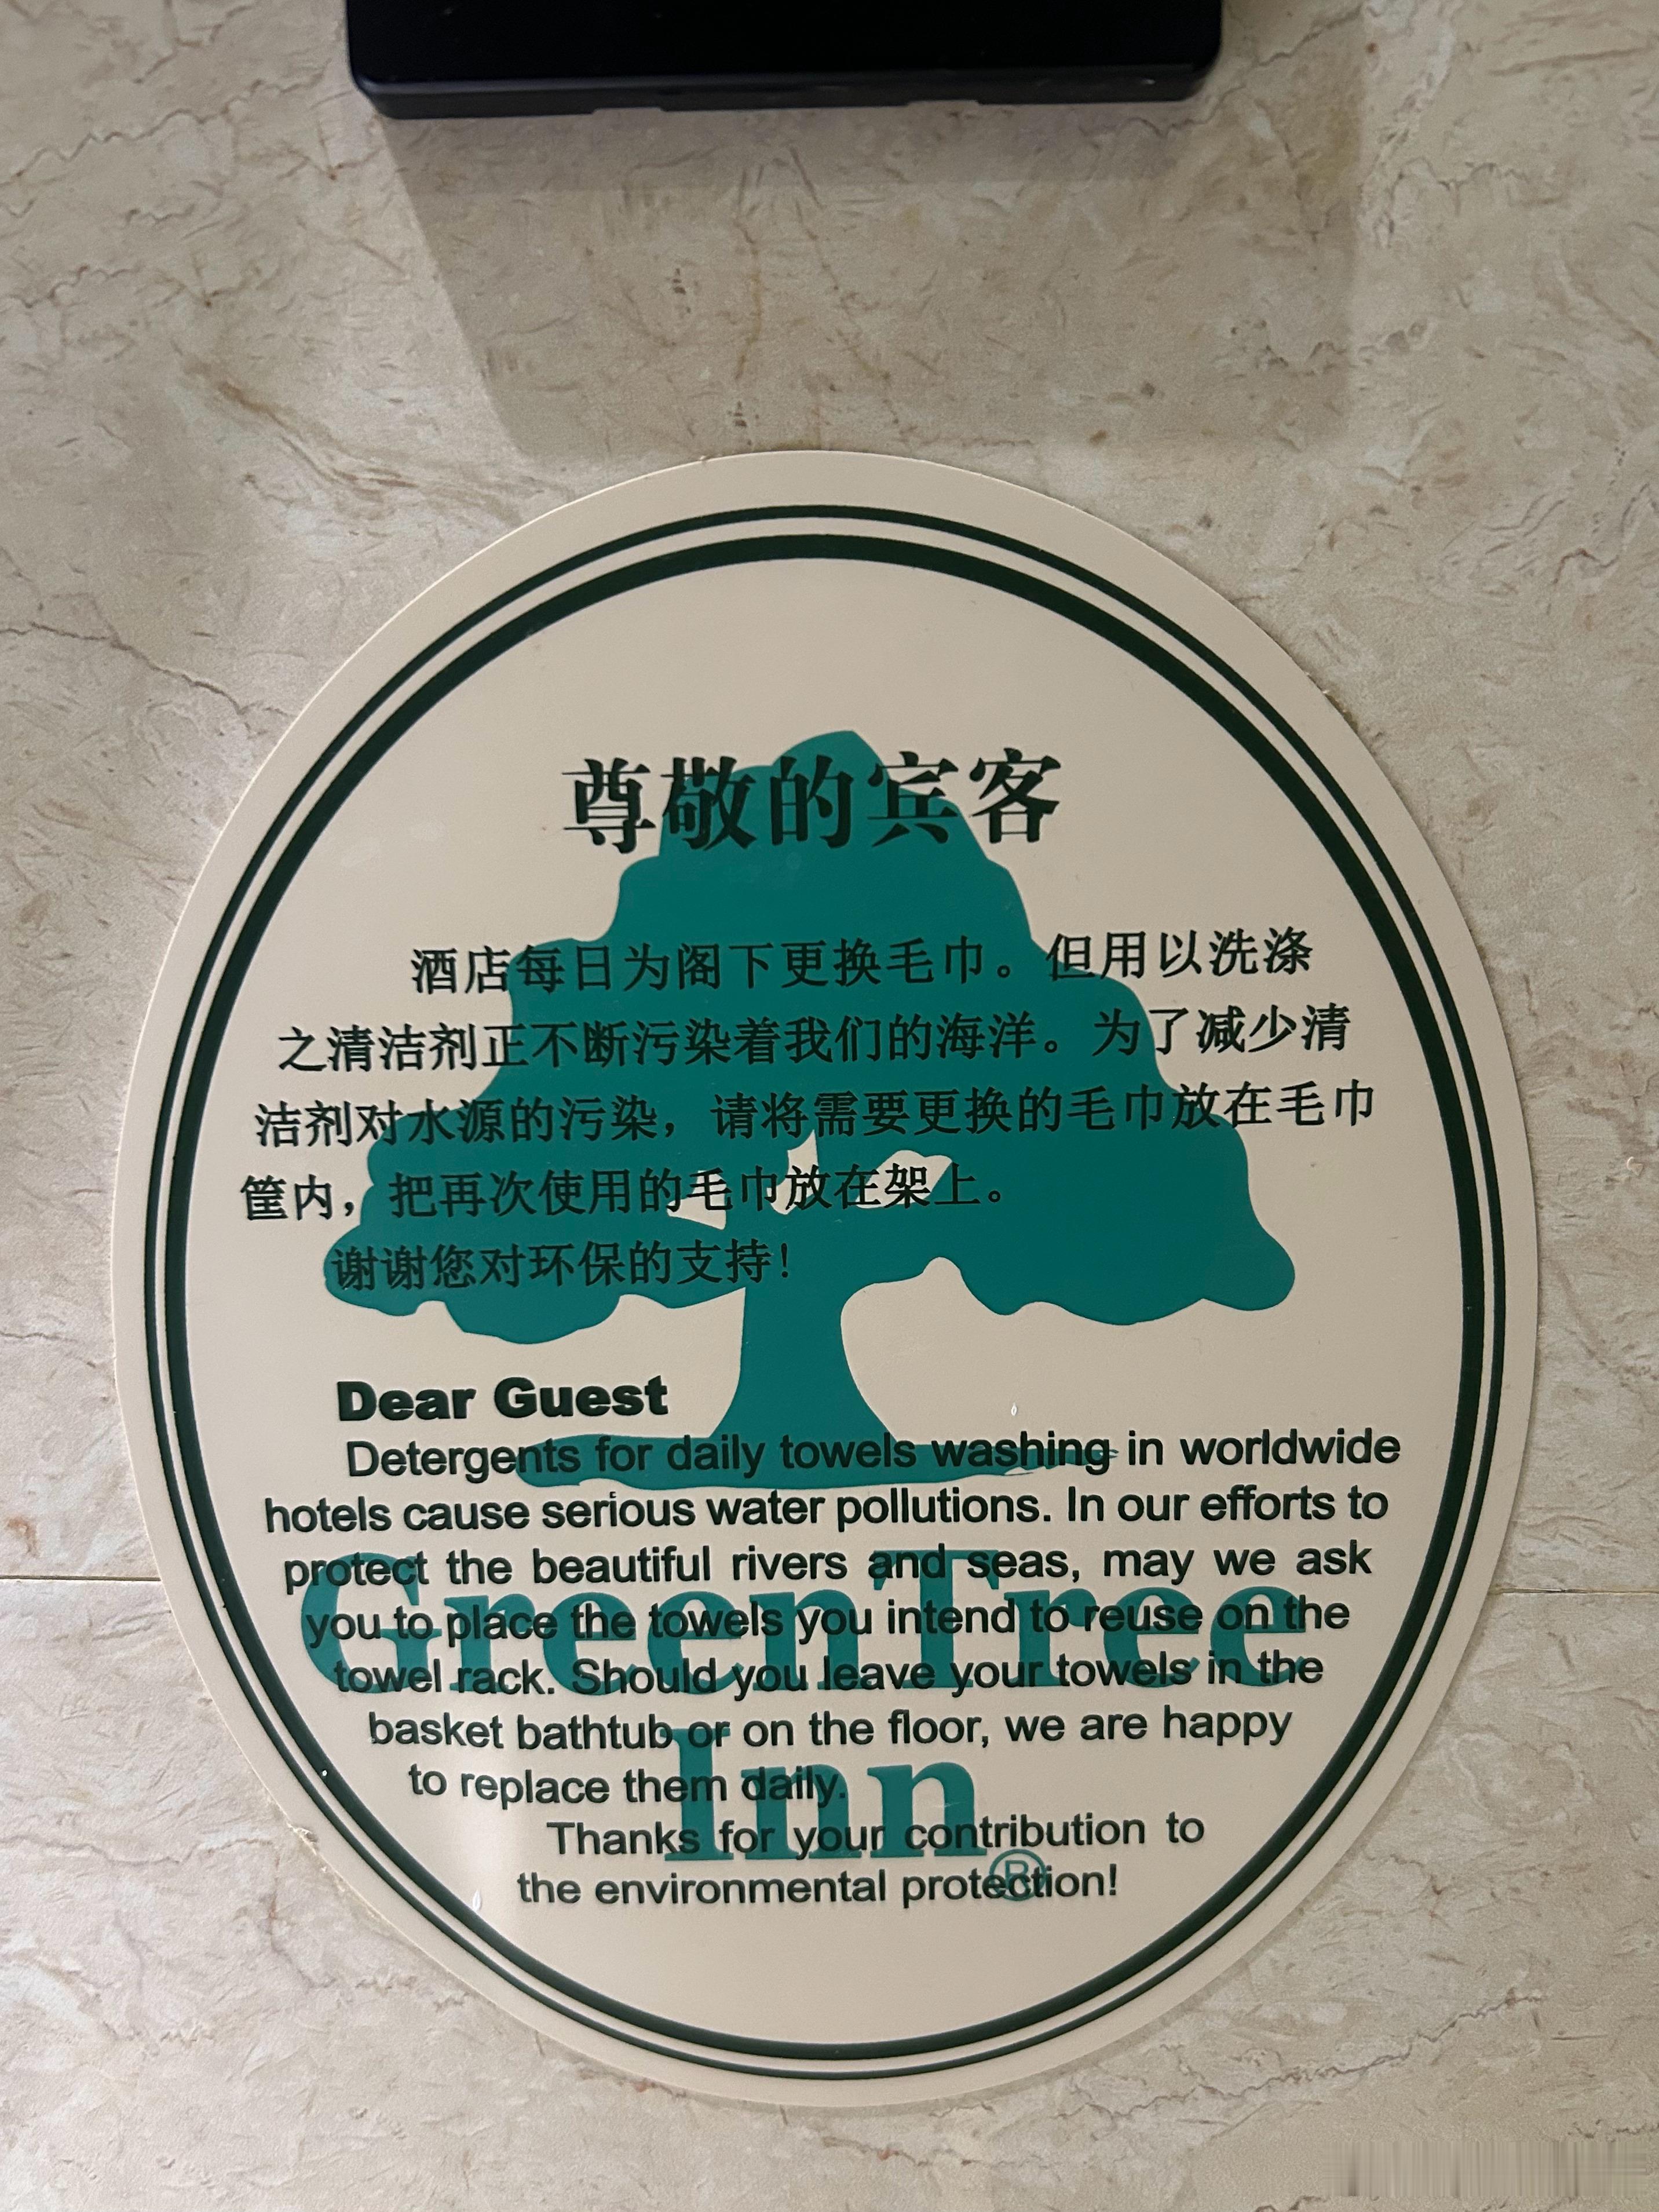 尊敬的宾客
酒店每日为阁下更换毛巾。但用以洗涤
之清洁剂正不断污染着我们的海洋。为了减少清
洁剂对水源的污染，请将需要更换的毛巾放在毛巾
筐内，把再次使用的毛巾放在架上。
谢谢您对环保的支持！
Dear Guest
Detergents for daily towels washing in worldwide
hotels cause serious water pollutions. In our efforts to
protect the beautiful rivers and seas, may we ask
you to place the towels you intend to reuse on the
towel rack. Should you leave your towels in the
basket bathtub or on the floor, we are happy
to replace them daily.
Thanks for your contribution to
the environmental protection!
GreenTree
Inn®